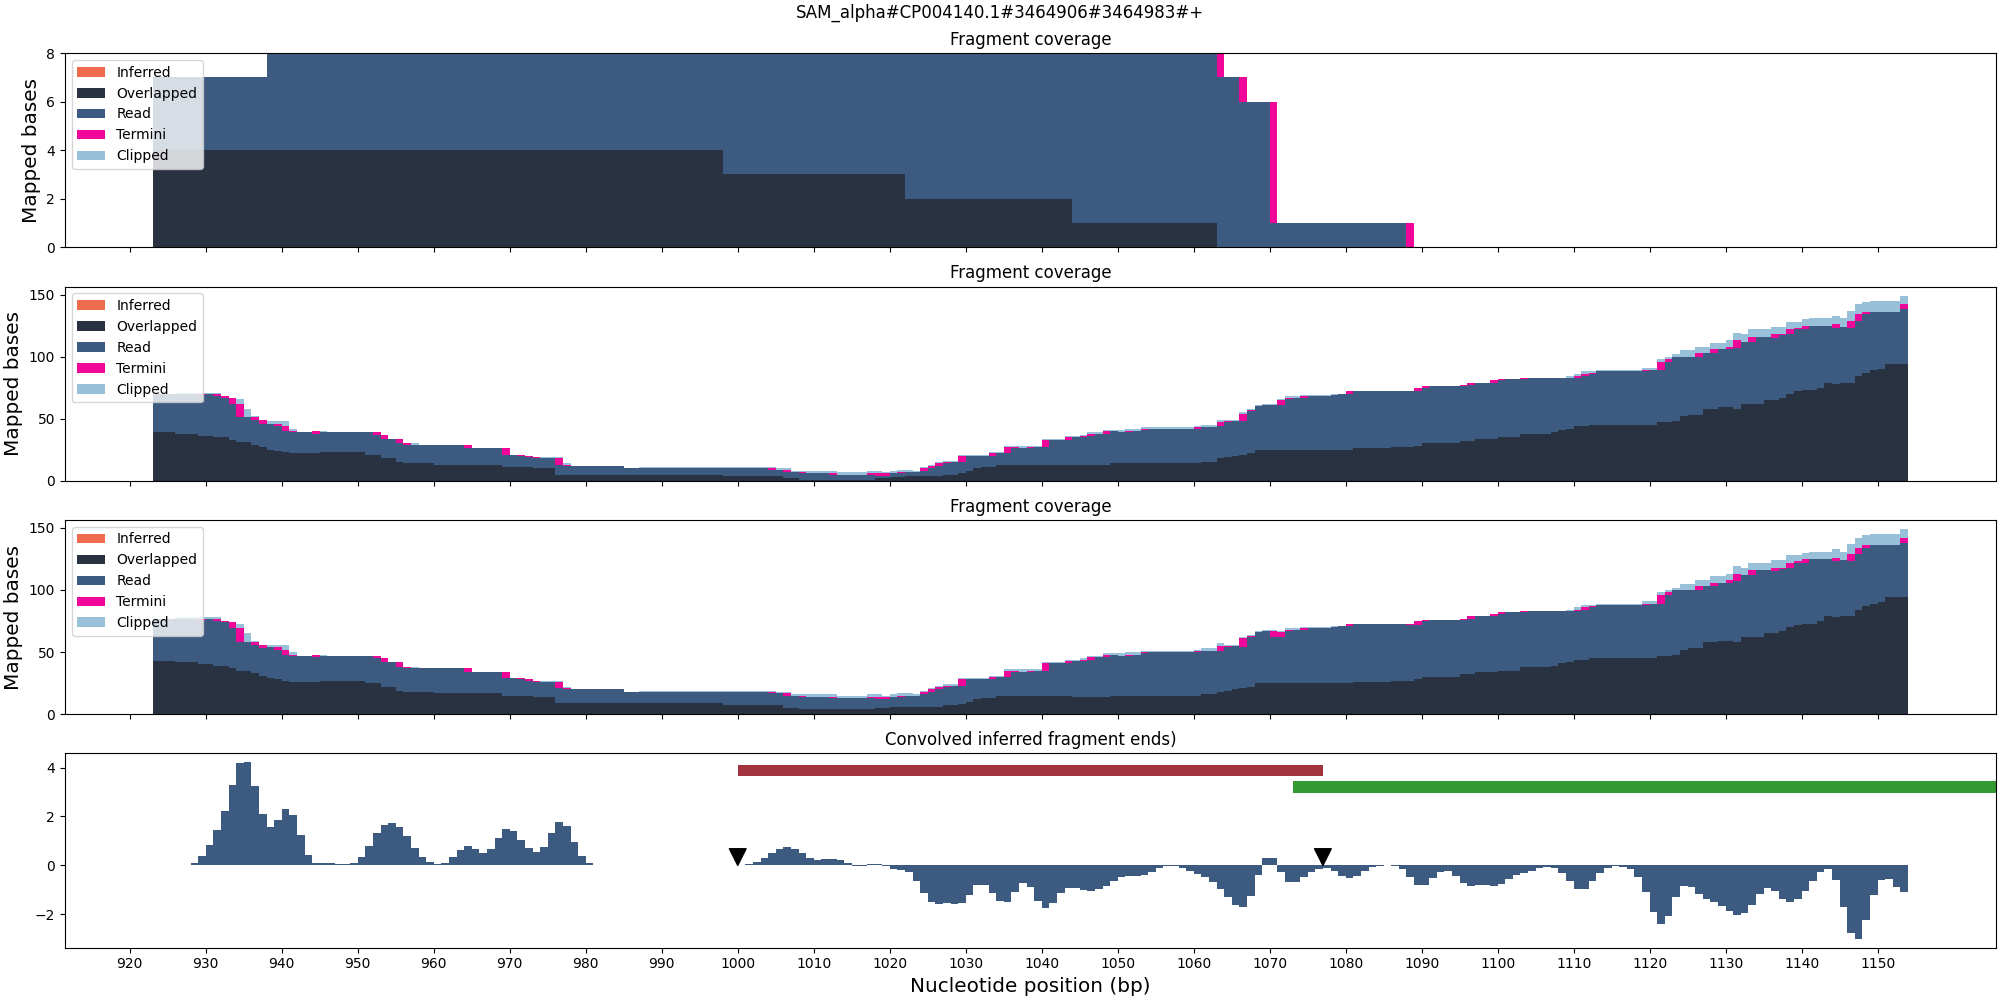 SAM_alpha#CP004140.1#3464906#3464983#+
Fragment coverage
Mapped bases
8
6
4
2
0
Inferred
Overlapped
Read
Termini
Clipped
Fragment coverage
Mapped bases
150
100
50
0
Inferred
Overlapped
Read
Termini
Clipped
Fragment coverage
Mapped bases
150
100
50
0
Inferred
Overlapped
Read
Termini
Clipped
Convolved inferred fragment ends)
4
2
0
−2
920 930 940 950 960 970 980 990 1000 1010 1020 1030 1040 1050 1060 1070 1080 1090 1100 1110 1120 1130 1140 1150
Nucleotide position (bp)